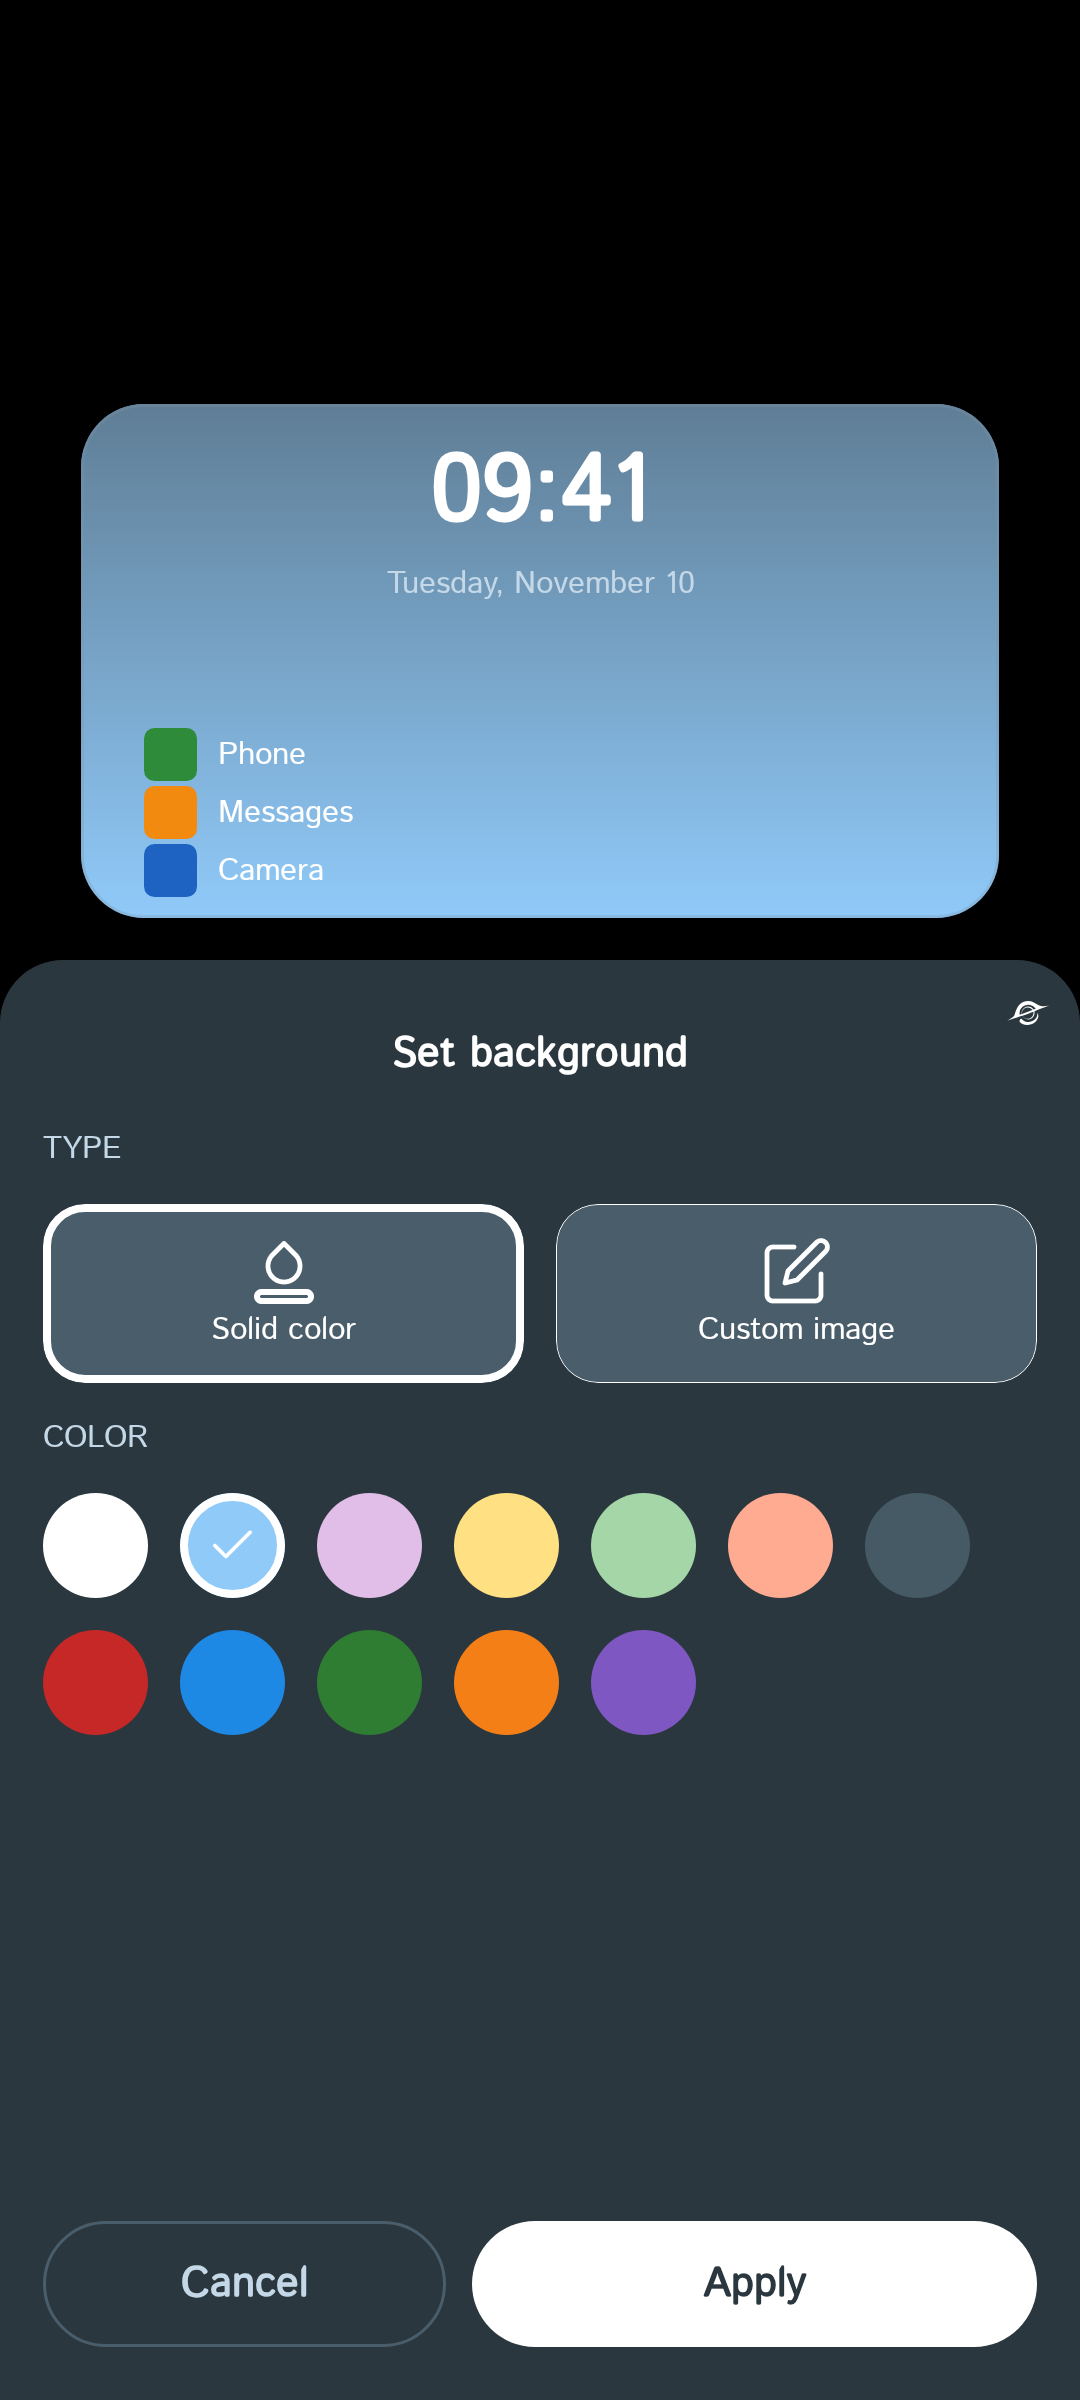 09:41
Tuesday, November 10
Phone
Messages
Camera
Set background
TYPE
Solid color
Custom image
COLOR
Cancel
Apply